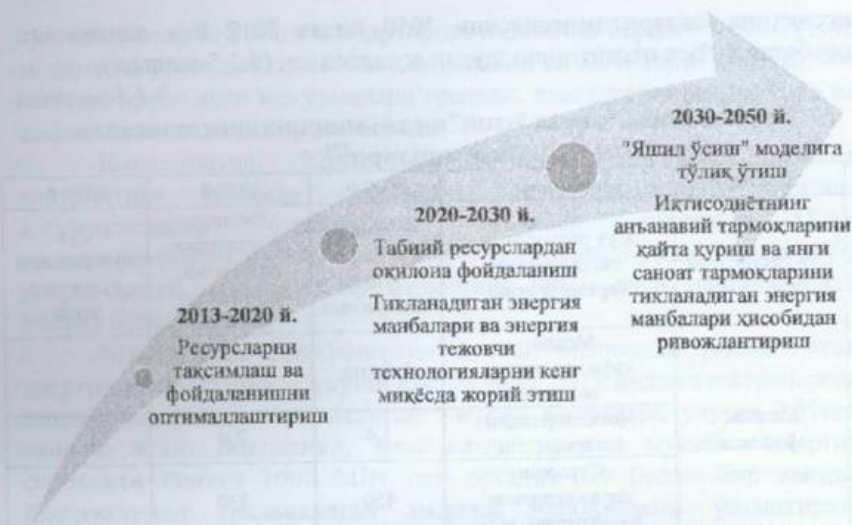 2013-2020 й.
Ресурсларни
тақсимлаш ва
фойдаланишни
оптималлаштириш
2020-2030 й.
Табиий ресурслардан
оқилона фойдаланиш
Тикланадиган энергия
манбалари ва энергия
тежовчи
технологияларни кенг
миқёсда жорий этиш
2030-2050 й.
"Яшил ўсиш" моделига
тўлиқ ўтиш
Иқтисодиётнинг
анъанавий тармоқларини
қайта қуриш ва янги
саноат тармоқларини
тикланадиган энергия
манбалари ҳисобидан
ривожлантириш